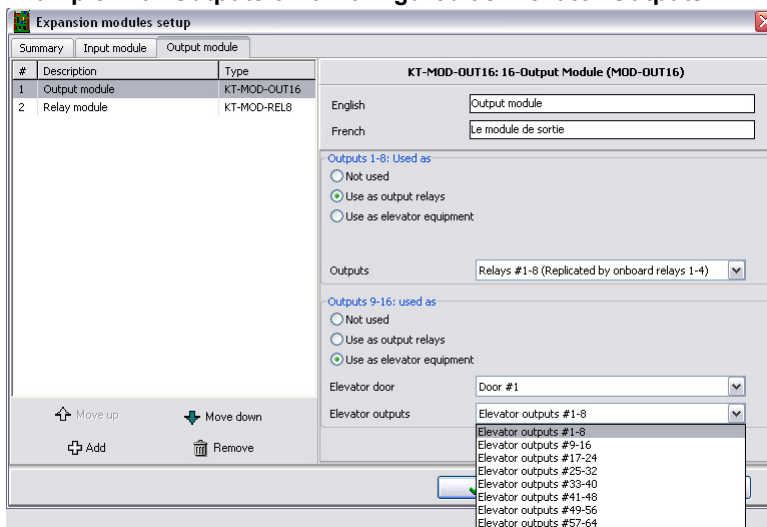 Expansion modules setup
Summary Input module Output module
# Description Type
1 Output module KT-MOD-OUT16
2 Relay module KT-MOD-REL8
Move up Move down
Add Remove
KT-MOD-OUT16: 16-Output Module (MOD-OUT16)
English Output module
French Le module de sortie
Outputs 1-8: Used as
Not used
Use as output relays
Use as elevator equipment
Outputs Relays #1-8 (Replicated by onboard relays 1-4)
Outputs 9-16: used as
Not used
Use as output relays
Use as elevator equipment
Elevator door Door #1
Elevator outputs Elevator outputs #1-8
Elevator outputs #1-8
Elevator outputs #9-16
Elevator outputs #17-24
Elevator outputs #25-32
Elevator outputs #33-40
Elevator outputs #41-48
Elevator outputs #49-56
Elevator outputs #57-64